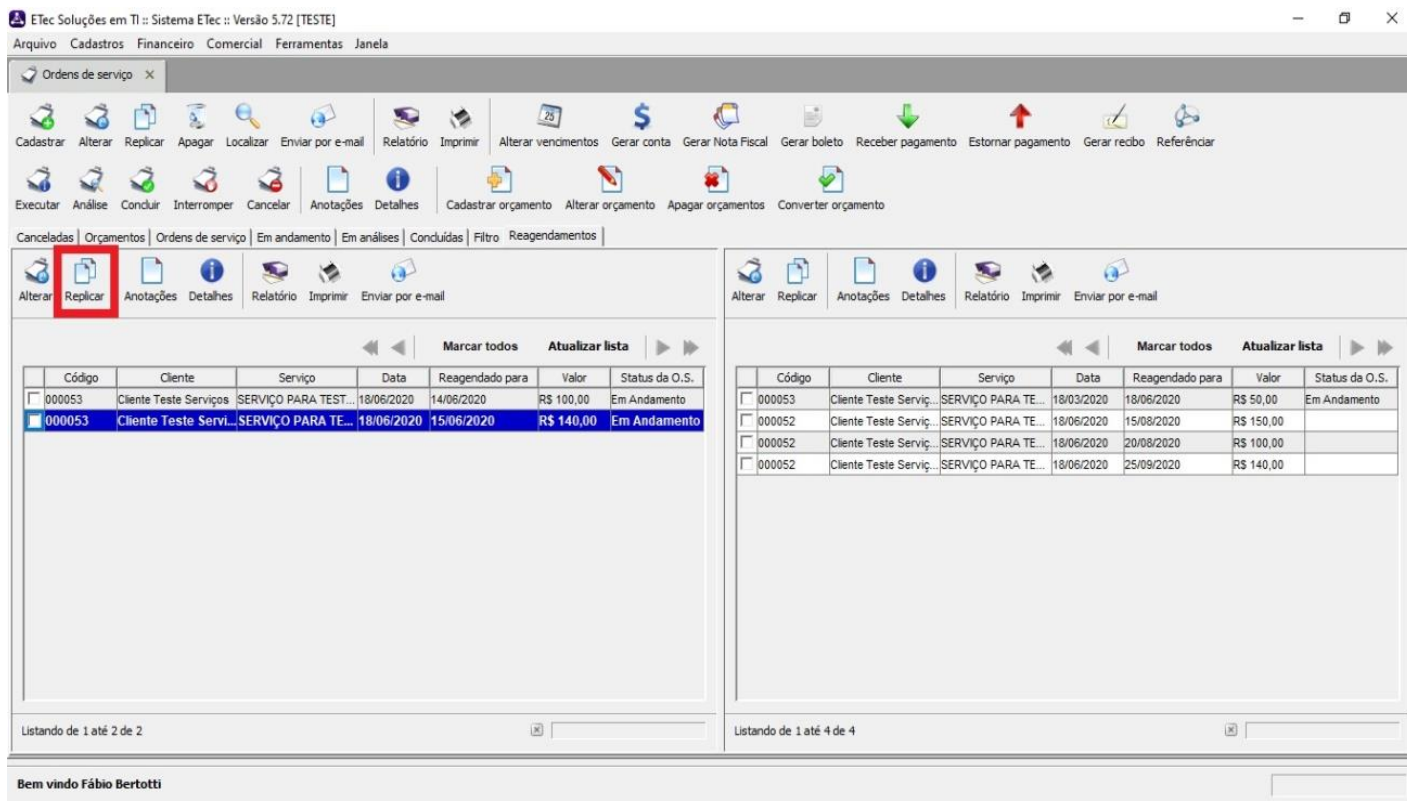 ETec Soluções em TI :: Sistema ETec :: Versão 5.72 [TESTE]
Arquivo Cadastros Financeiro Comercial Ferramentas Janela
Ordens de serviço
Cadastrar Alterar Replicar Apagar Localizar Enviar por e-mail Relatório Imprimir Alterar vencimentos Gerar conta Gerar Nota Fiscal Gerar boleto Receber pagamento Estornar pagamento Gerar recibo Referênciar
Executar Análise Concluir Interromper Cancelar Anotações Detalhes Cadastrar orçamento Alterar orçamento Apagar orçamentos Converter orçamento
Canceladas Orçamentos Ordens de serviço Em andamento Em análises Concluídas Filtro Reagendamentos
Alterar Replicar Anotações Detalhes Relatório Imprimir Enviar por e-mail
Marcar todos Atualizar lista
Código Cliente Serviço Data Reagendado para Valor Status da O.S.
000053 Cliente Teste Serviços SERVIÇO PARA TEST... 18/06/2020 14/06/2020 R$ 100,00 Em Andamento
000053 Cliente Teste Servi... SERVIÇO PARA TE... 18/06/2020 15/06/2020 R$ 140,00 Em Andamento
Listando de 1 até 2 de 2
Alterar Replicar Anotações Detalhes Relatório Imprimir Enviar por e-mail
Marcar todos Atualizar lista
Código Cliente Serviço Data Reagendado para Valor Status da O.S.
000053 Cliente Teste Serviç... SERVIÇO PARA TE... 18/03/2020 18/06/2020 R$ 50,00 Em Andamento
000052 Cliente Teste Serviç... SERVIÇO PARA TE... 18/06/2020 15/08/2020 R$ 150,00
000052 Cliente Teste Serviç... SERVIÇO PARA TE... 18/06/2020 20/08/2020 R$ 100,00
000052 Cliente Teste Serviç... SERVIÇO PARA TE... 18/06/2020 25/09/2020 R$ 140,00
Listando de 1 até 4 de 4
Bem vindo Fábio Bertotti